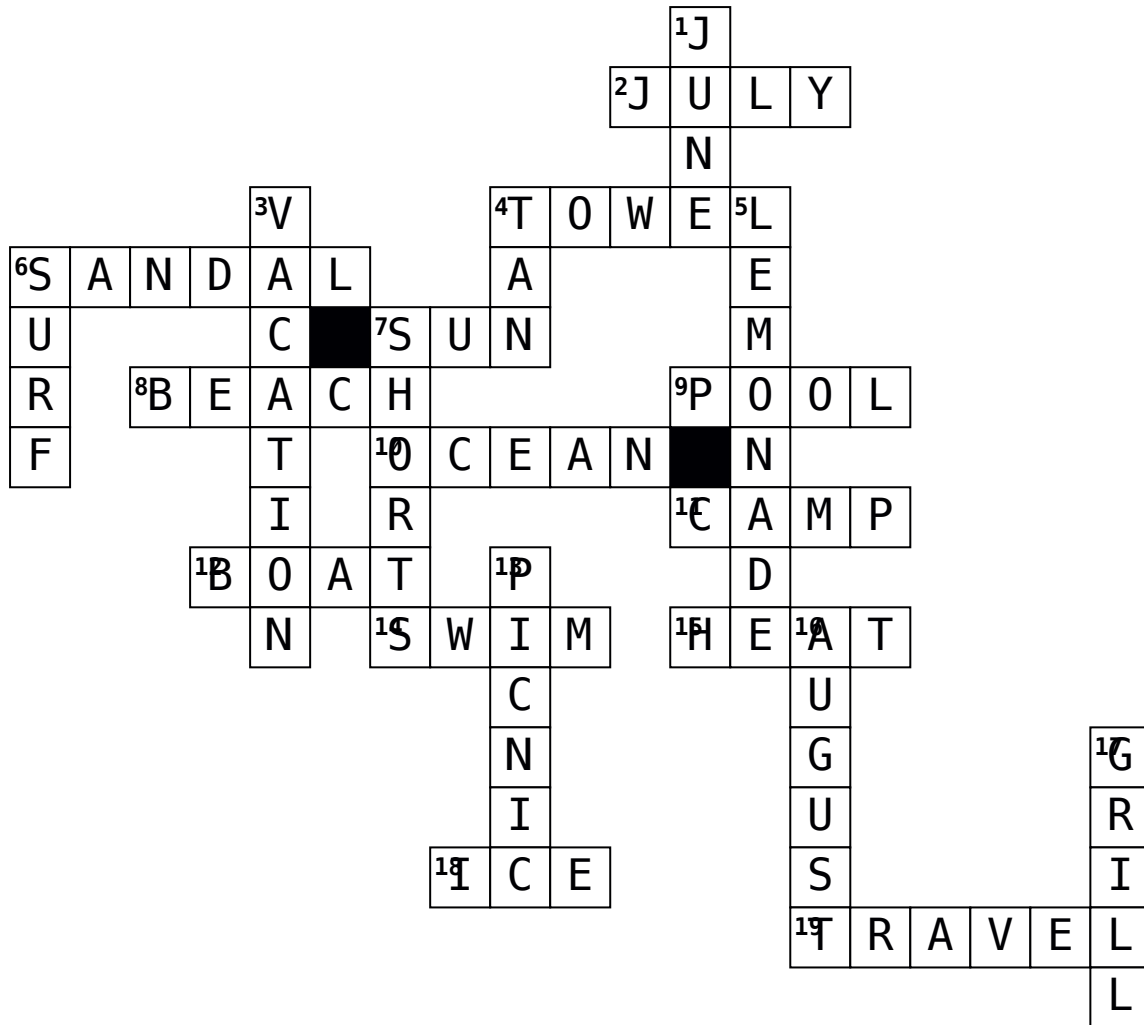 1J
2J U L Y
N
3V 4T O W E 5L
6S A N D A L A E
U C 7S U N M
R 8B E A C H 9P O O L
F T 10O C E A N N
I R 11C A M P
12B O A T 13P D
N 14S W I M 15H E 16A T
C U
N G 17G
I U R
18I C E S I
19T R A V E L
L